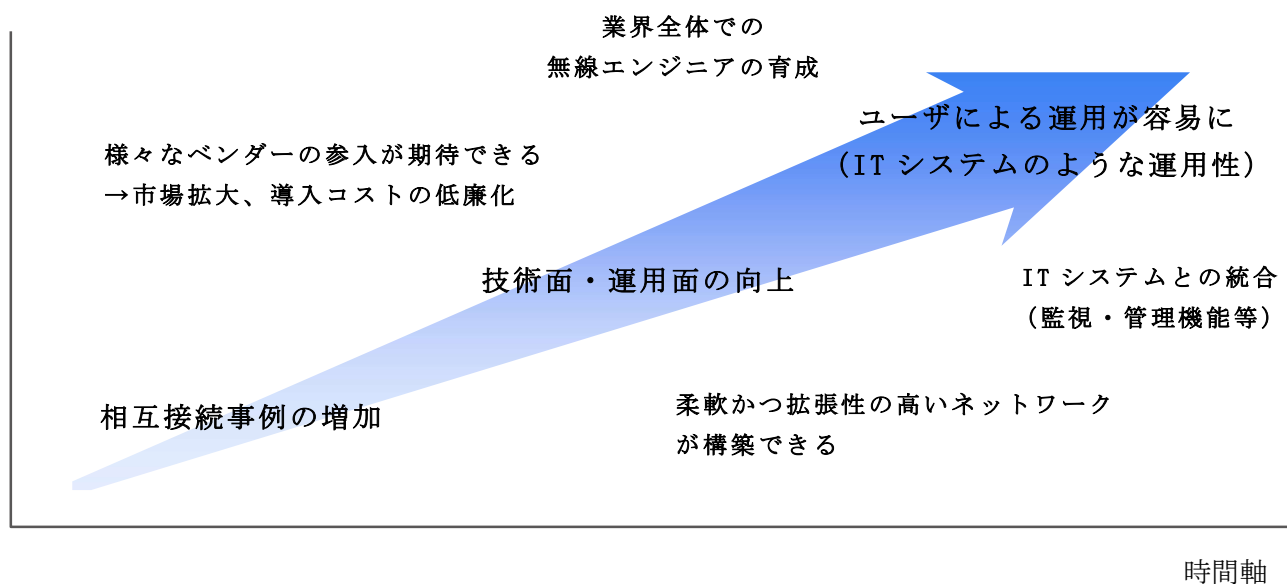 業界全体での
無線エンジニアの育成
ユーザによる運用が容易に
（IT システムのような運用性）
様々なベンダーの参入が期待できる
→市場拡大、導入コストの低廉化
技術面・運用面の向上
IT システムとの統合
（監視・管理機能等）
相互接続事例の増加
柔軟かつ拡張性の高いネットワーク
が構築できる
時間軸